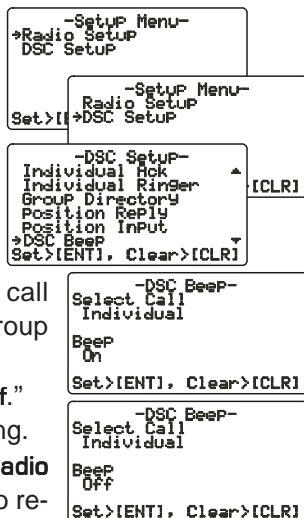 -Setup Menu-
→Radio Setup
DSC Setup
Set>[
-Setup Menu-
Radio Setup
→DSC Setup
[CLR]
-DSC Setup-
Individual Ack ▲
Individual Ringer
Group Directory
Position Reply
Position Input
→DSC Beep ▼
Set>[ENT], Clear>[CLR]
call
roup
f."
ng.
adio
o re-
-DSC Beep-
Select Call
Individual
Beep
On
Set>[ENT], Clear>[CLR]
-DSC Beep-
Select Call
Individual
Beep
Off
Set>[ENT], Clear>[CLR]